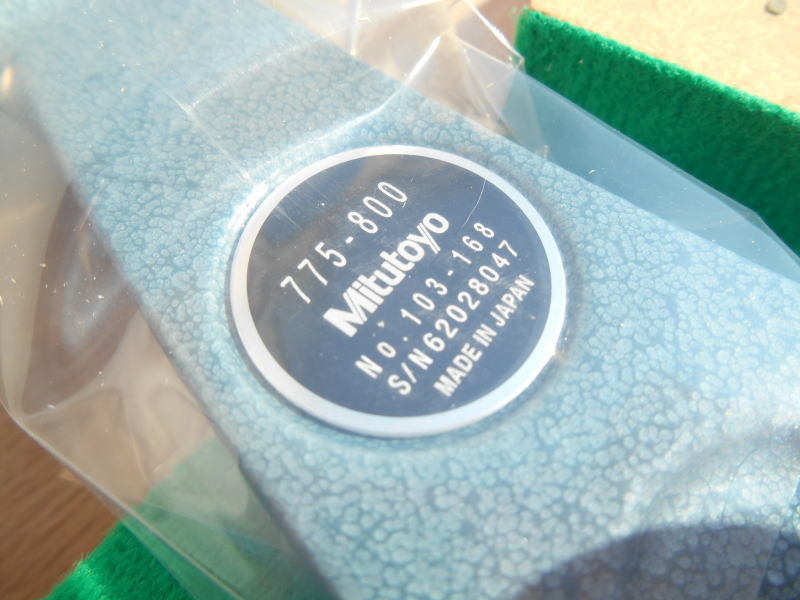 775-800
Mitutoyo
No. 103-168
S/N62028047
MADE IN JAPAN